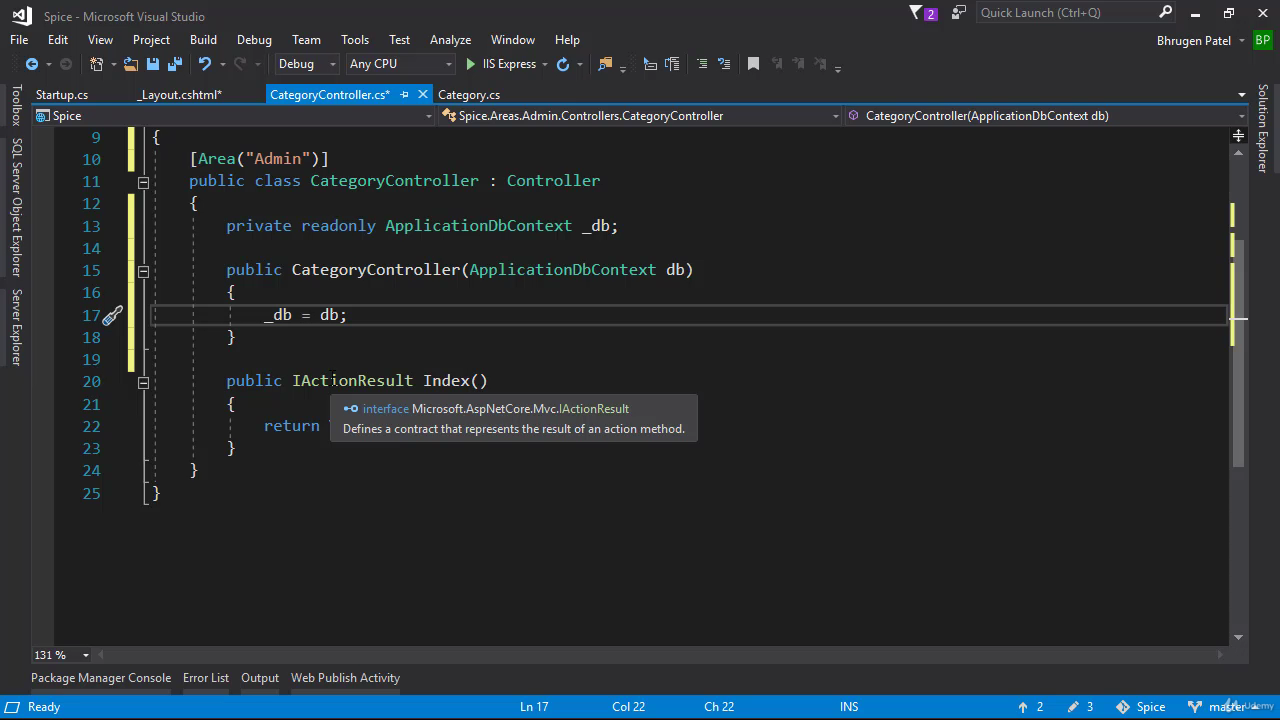 Spice - Microsoft Visual Studio
2
Quick Launch (Ctrl+Q)
File Edit View Project Build Debug Team Tools Test Analyze Window Help
Bhrugen Patel BP
Debug Any CPU IIS Express
Startup.cs _Layout.cshtml* CategoryController.cs* Category.cs
Spice Spice.Areas.Admin.Controllers.CategoryController CategoryController(ApplicationDbContext db)
Toolbox
SQL Server Object Explorer
Server Explorer
Solution Explorer
9 {
10 [Area("Admin")]
11 public class CategoryController : Controller
12 {
13 private readonly ApplicationDbContext _db;
14
15 public CategoryController(ApplicationDbContext db)
16 {
17 _db = db;
18 }
19
20 public IActionResult Index()
21 {
interface Microsoft.AspNetCore.Mvc.IActionResult
Defines a contract that represents the result of an action method.
22 return
23 }
24 }
25 }
131 %
Package Manager Console Error List Output Web Publish Activity
Ready Ln 17 Col 22 Ch 22 INS 2 3 Spice master
Udemy